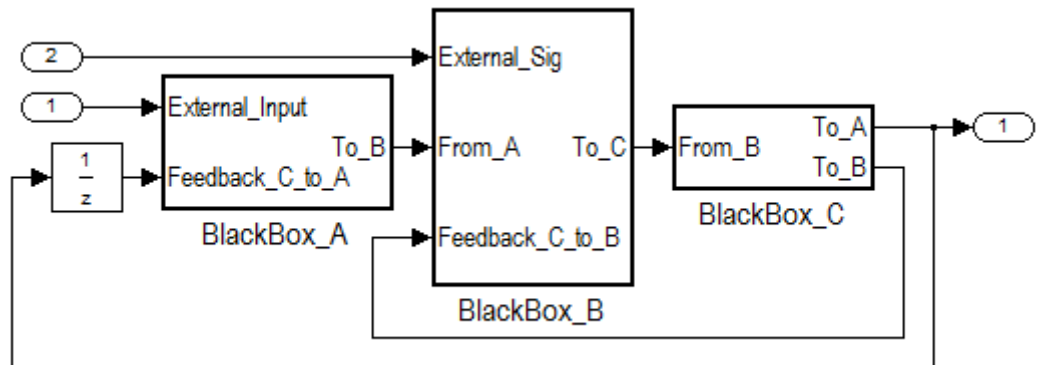 2
External_Sig
1
External_Input
To_B
From_A
To_C
From_B
To_A
To_B
1
1
z
Feedback_C_to_A
BlackBox_A
Feedback_C_to_B
BlackBox_C
BlackBox_B